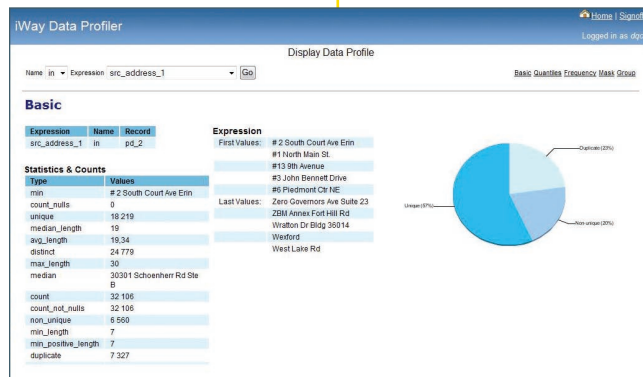 iWay Data Profiler
Home | Signoff
Logged in as dqc
Display Data Profile
Name in Expression src_address_1 Go
Basic Quantiles Frequency Mask Group
Basic
Expression Name Record
src_address_1 in pd_2
Statistics & Counts
Type Values
min # 2 South Court Ave Erin
count_nulls 0
unique 18 219
median_length 19
avg_length 19,34
distinct 24 779
max_length 30
median 30301 Schoenherr Rd Ste
B
count 32 106
count_not_nulls 32 106
non_unique 6 560
min_length 7
min_positive_length 7
duplicate 7 327
Expression
First Values: # 2 South Court Ave Erin
#1 North Main St.
#13 9th Avenue
#3 John Bennett Drive
#6 Piedmont Ctr NE
Last Values: Zero Governors Ave Suite 23
ZBM Annex Fort Hill Rd
Wratton Dr Bldg 36014
Wexford
West Lake Rd
Duplicate (23%)
Unique (57%)
Non-unique (20%)